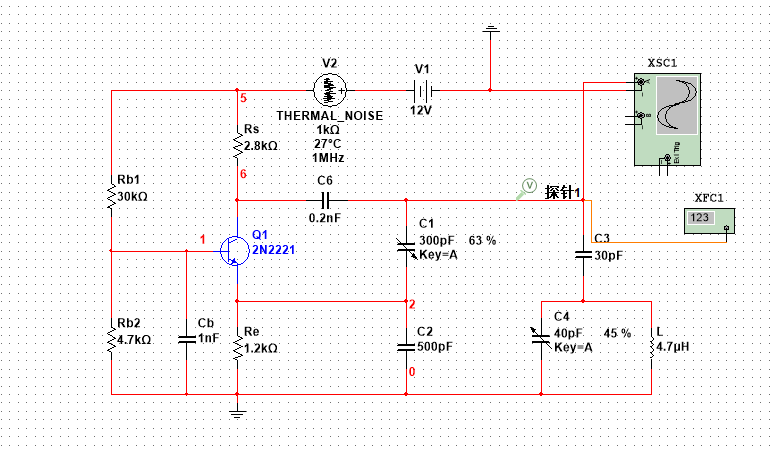 XSC1
V2
V1
A
B
Ext Trig
5
THERMAL_NOISE
1kΩ
27°C
1MHz
12V
Rs
2.8kΩ
6
C6
0.2nF
V
探针1
XFC1
123
Rb1
30kΩ
1
Q1
2N2221
C1
300pF 63 %
Key=A
C3
30pF
2
Rb2
4.7kΩ
Cb
1nF
Re
1.2kΩ
C2
500pF
0
C4
40pF 45 %
Key=A
L
4.7µH